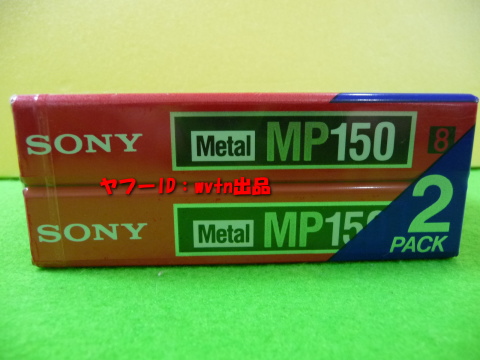 SONY Metal MP150 8
ヤフーID：mvtn出品
SONY Metal MP150
2
PACK